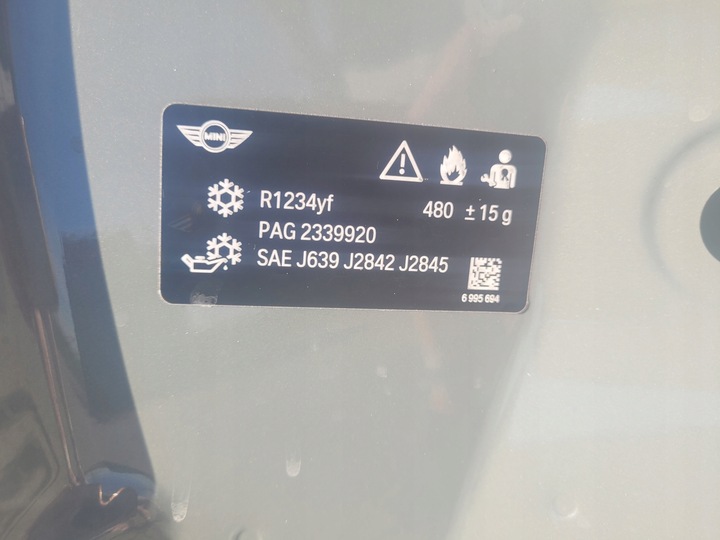 MINI
R1234yf 480 ± 15 g
PAG 2339920
SAE J639 J2842 J2845
6 995 694